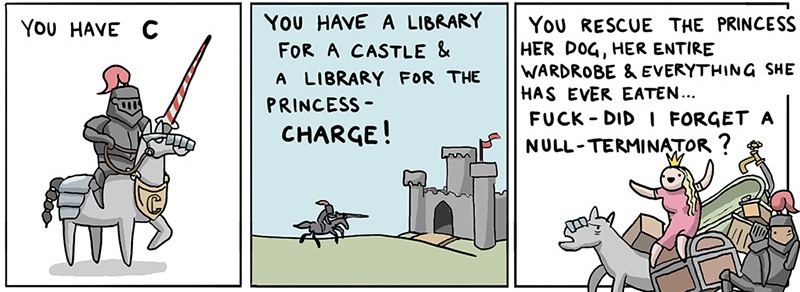 YOU HAVE C
C
YOU HAVE A LIBRARY
FOR A CASTLE &
A LIBRARY FOR THE
PRINCESS-
CHARGE!
YOU RESCUE THE PRINCESS
HER DOG, HER ENTIRE
WARDROBE & EVERYTHING SHE
HAS EVER EATEN...
FUCK-DID I FORGET A
NULL-TERMINATOR?